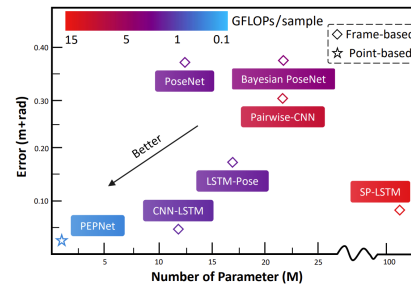 GFLOPs/sample
15 5 1 0.1
Frame-based
Point-based
0.40
0.30
0.20
0.10
Error (m+rad)
PoseNet
Bayesian PoseNet
Pairwise-CNN
Better
LSTM-Pose
SP-LSTM
CNN-LSTM
PEPNet
5 10 15 20 25 100
Number of Parameter (M)